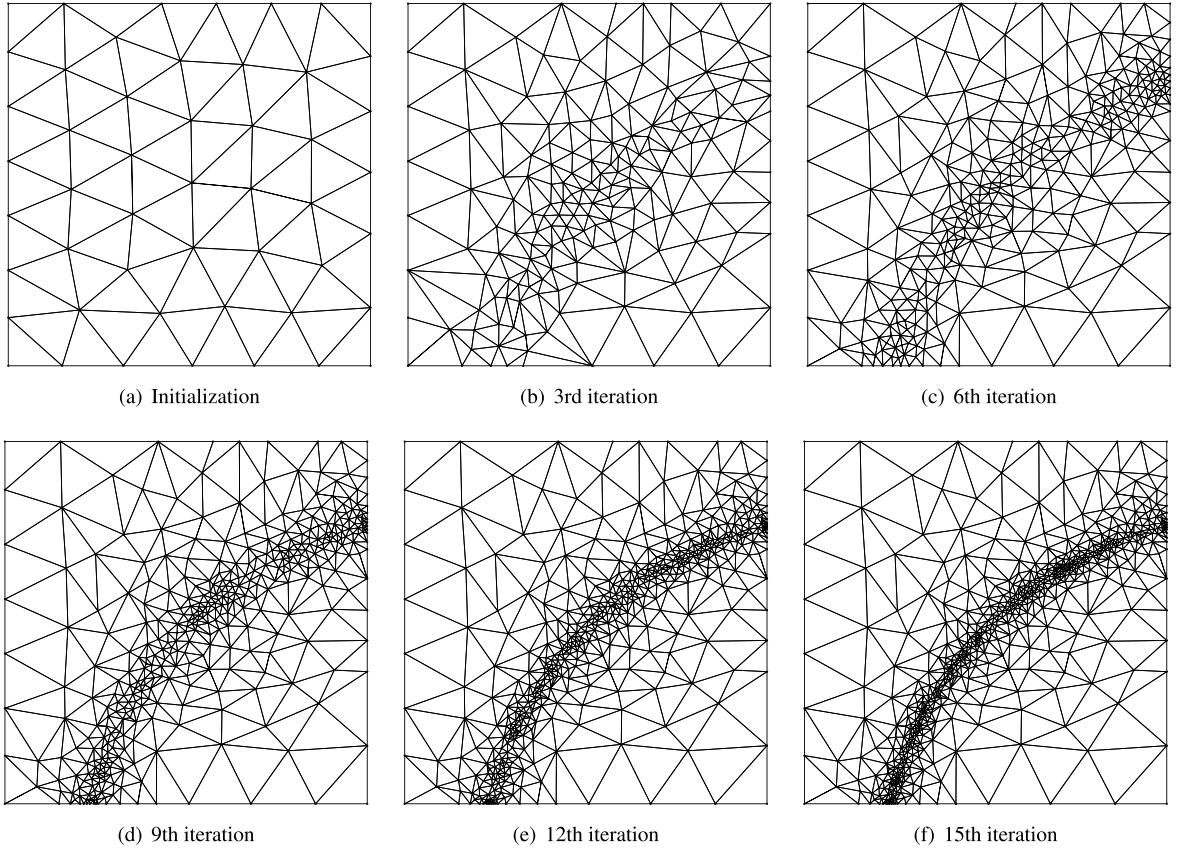 (a) Initialization
(b) 3rd iteration
(c) 6th iteration
(d) 9th iteration
(e) 12th iteration
(f) 15th iteration